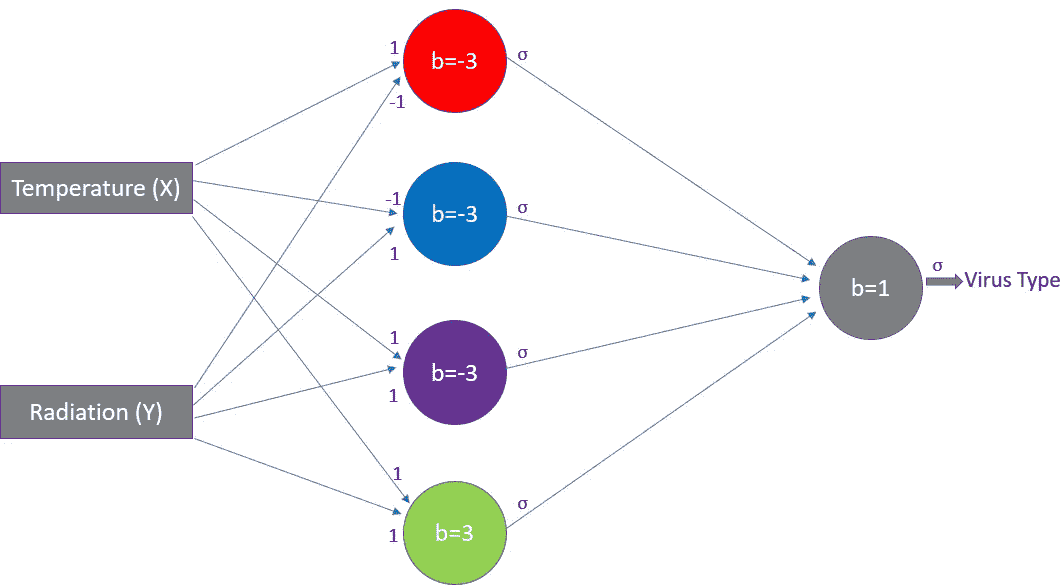 1
b=-3
σ
-1
Temperature (X)
-1
b=-3
σ
1
b=1
σ
Virus Type
1
b=-3
σ
1
Radiation (Y)
1
b=3
σ
1